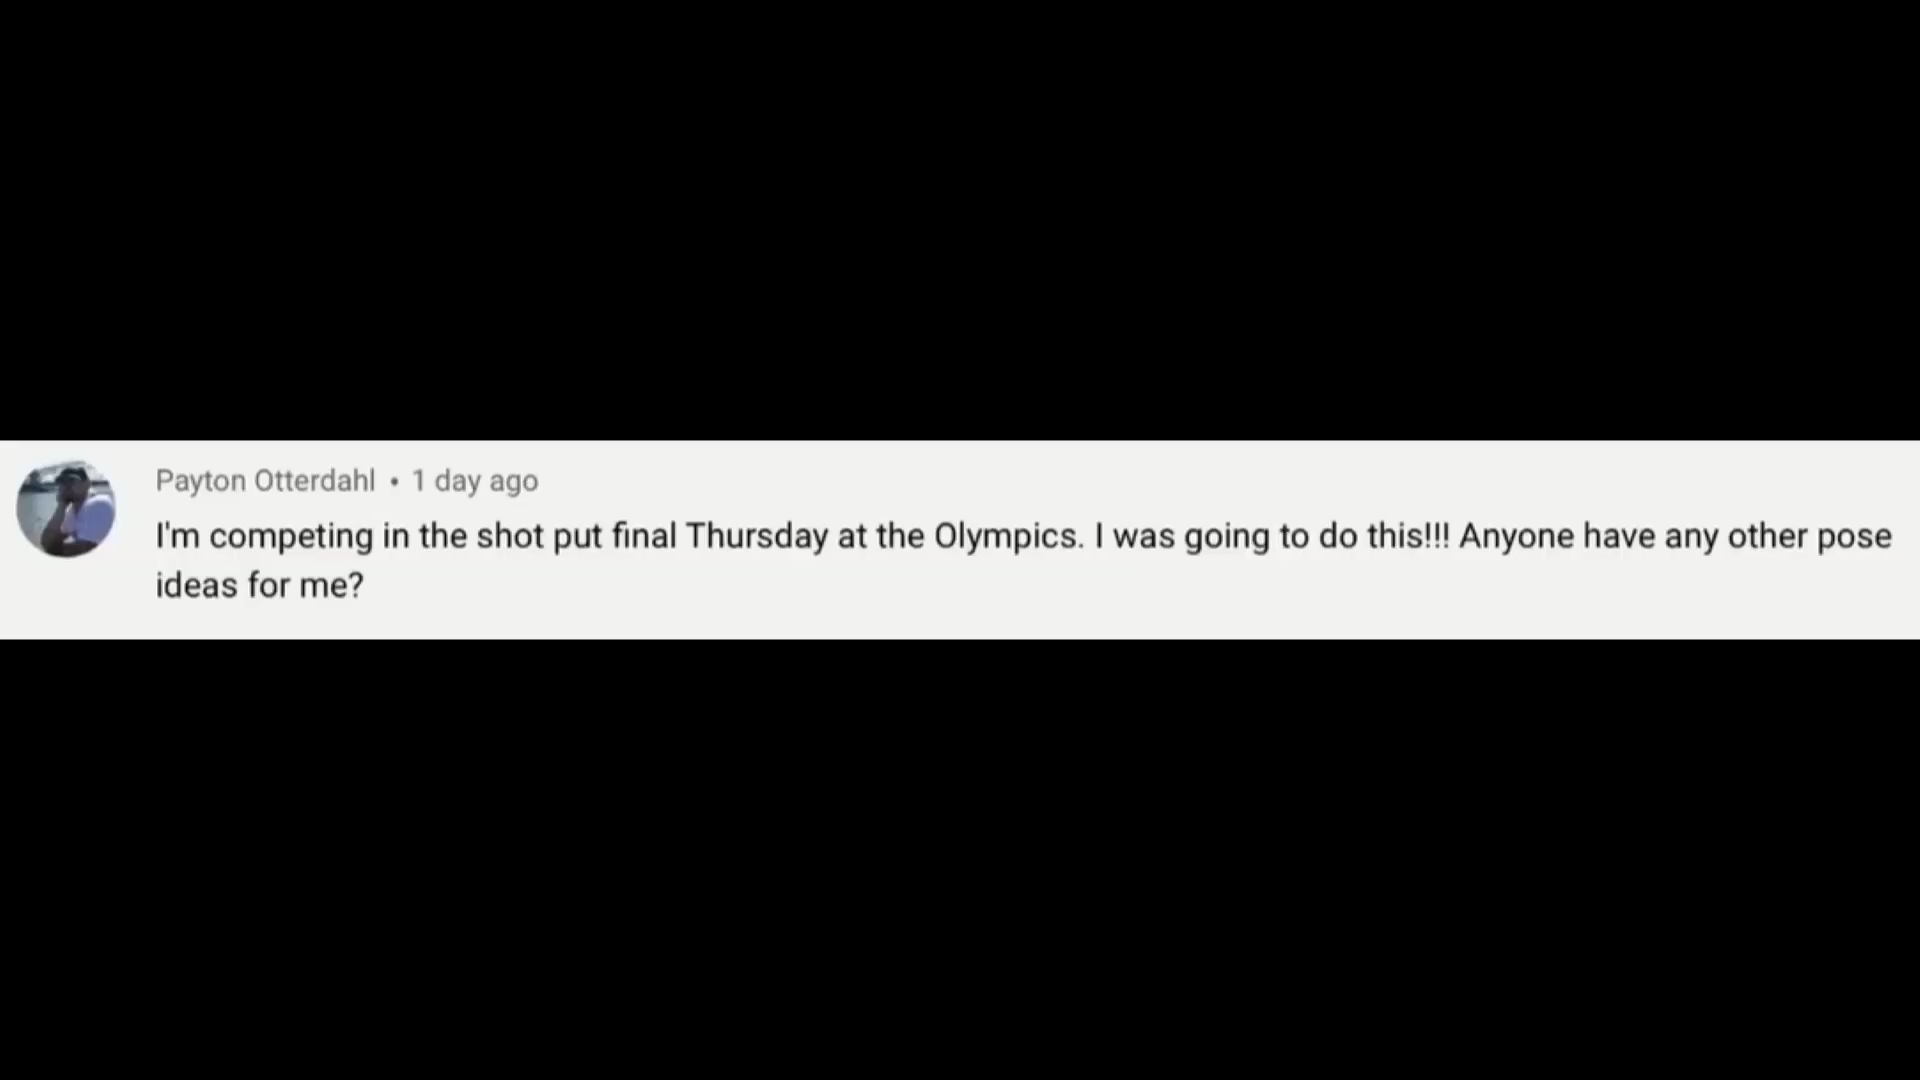 Payton Otterdahl • 1 day ago
I'm competing in the shot put final Thursday at the Olympics. I was going to do this!!! Anyone have any other pose
ideas for me?